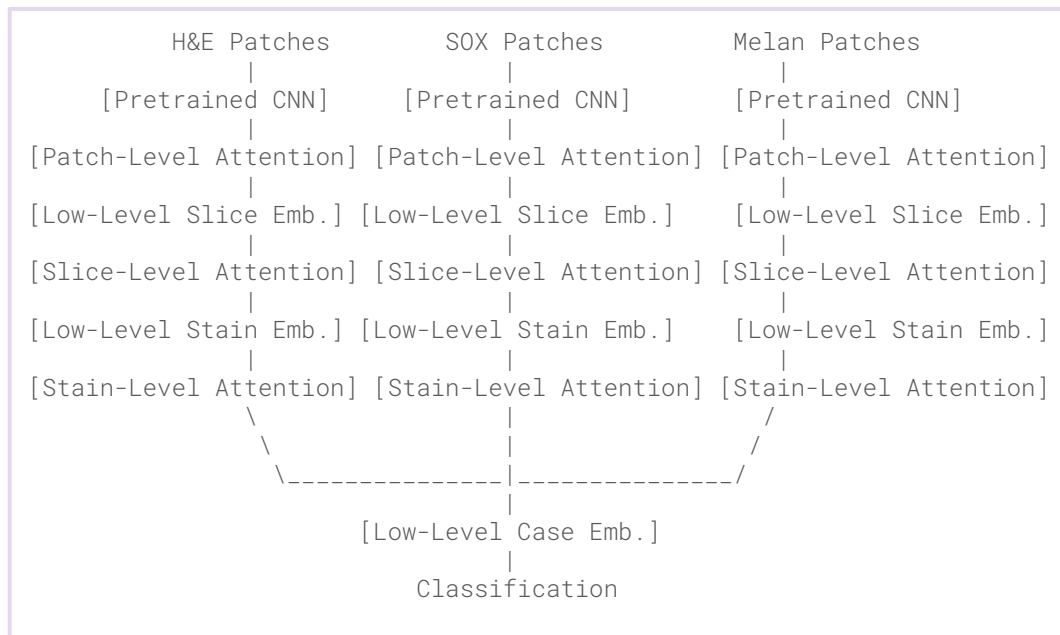 H&E Patches SOX Patches Melan Patches
| | |
[Pretrained CNN] [Pretrained CNN] [Pretrained CNN]
| | |
[Patch-Level Attention] [Patch-Level Attention] [Patch-Level Attention]
| | |
[Low-Level Slice Emb.] [Low-Level Slice Emb.] [Low-Level Slice Emb.]
| | |
[Slice-Level Attention] [Slice-Level Attention] [Slice-Level Attention]
| | |
[Low-Level Stain Emb.] [Low-Level Stain Emb.] [Low-Level Stain Emb.]
| | |
[Stain-Level Attention] [Stain-Level Attention] [Stain-Level Attention]
\ | /
\ | /
\_______________|_______________/
|
[Low-Level Case Emb.]
|
Classification